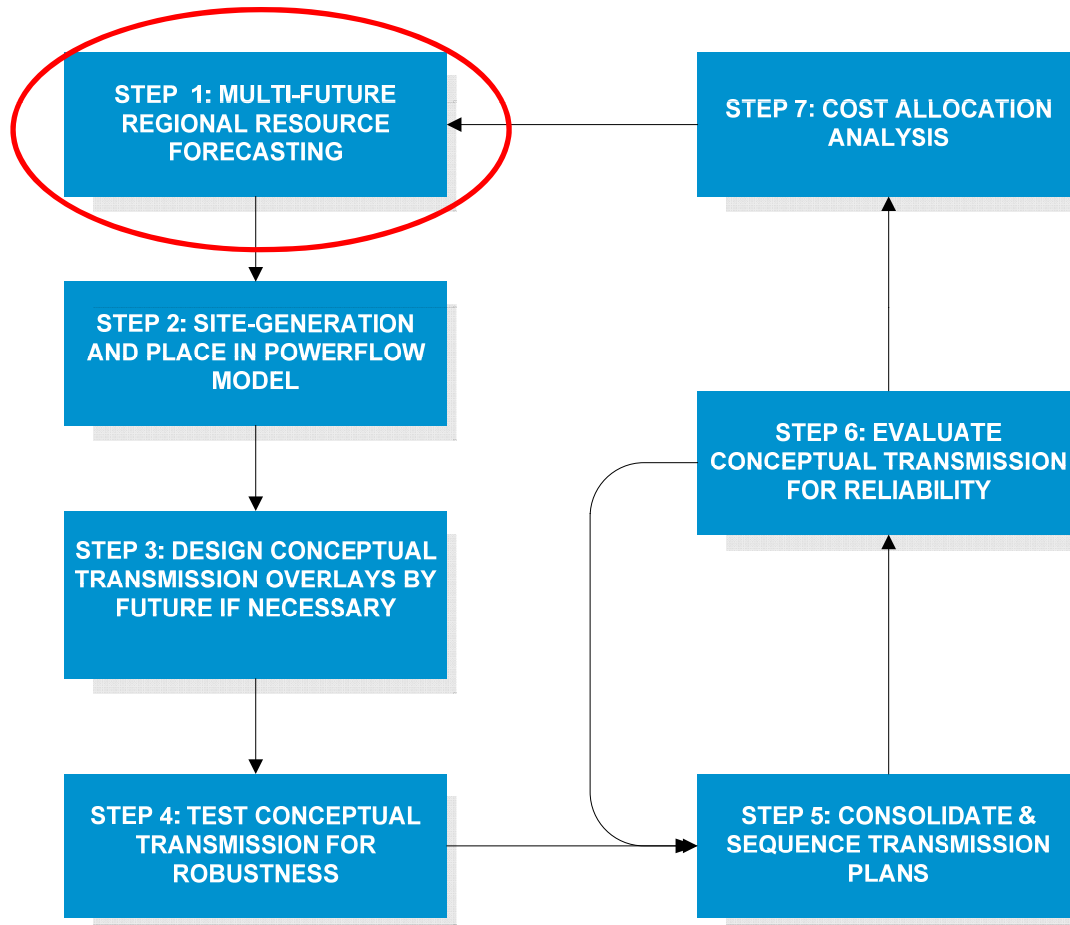 STEP 1: MULTI-FUTURE
REGIONAL RESOURCE
FORECASTING
STEP 2: SITE-GENERATION
AND PLACE IN POWERFLOW
MODEL
STEP 3: DESIGN CONCEPTUAL
TRANSMISSION OVERLAYS BY
FUTURE IF NECESSARY
STEP 4: TEST CONCEPTUAL
TRANSMISSION FOR
ROBUSTNESS
STEP 5: CONSOLIDATE &
SEQUENCE TRANSMISSION
PLANS
STEP 6: EVALUATE
CONCEPTUAL TRANSMISSION
FOR RELIABILITY
STEP 7: COST ALLOCATION
ANALYSIS